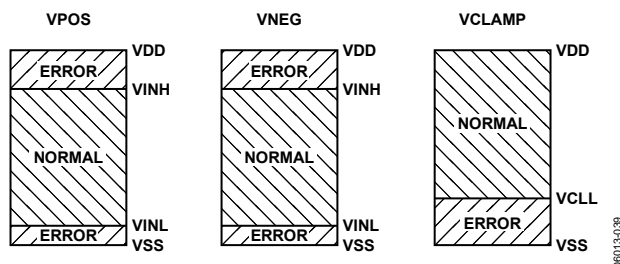 VPOS VNEG VCLAMP
VDD VDD VDD
ERROR ERROR
VINH VINH
NORMAL
NORMAL NORMAL
VCLL
VINL VINL
ERROR ERROR ERROR
VSS VSS VSS
06013-039